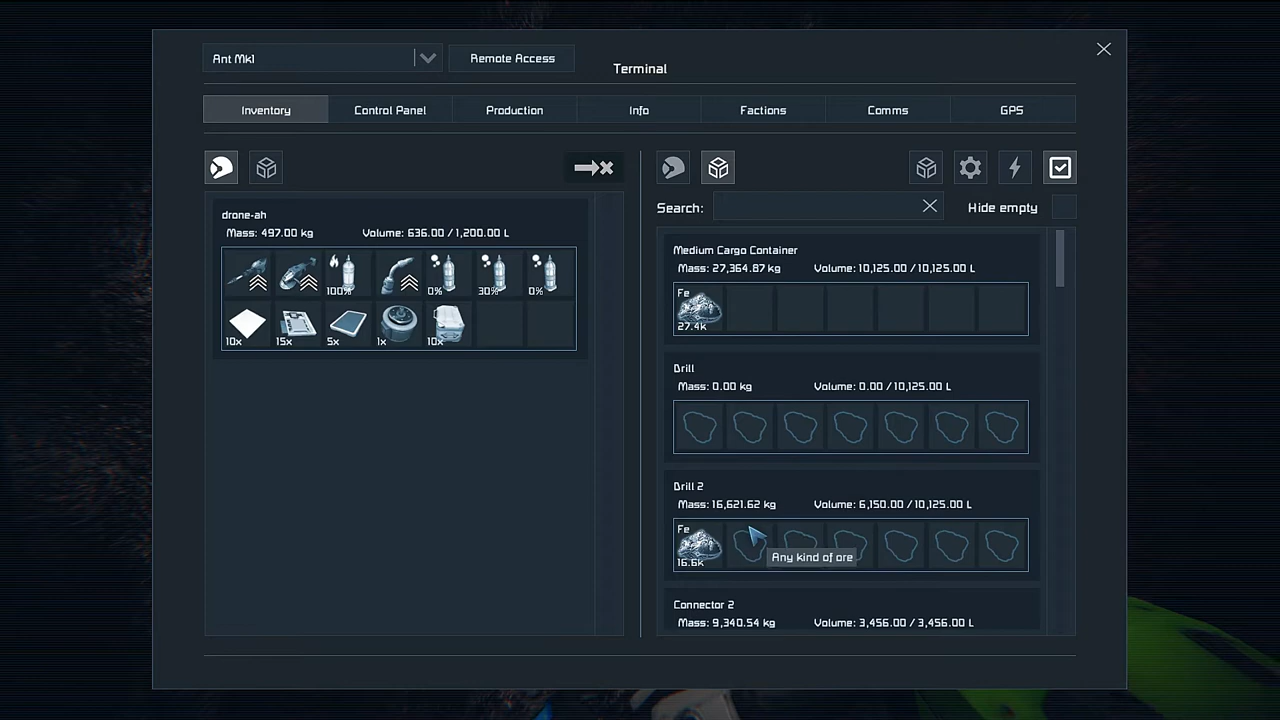 Ant Mk1
Remote Access
Terminal
Inventory
Control Panel
Production
Info
Factions
Comms
GPS
drone-ah
Mass: 497.00 kg Volume: 636.00 / 1,200.00 L
100%
0%
30%
0%
10x
15x
5x
1x
10x
Search:
Hide empty
Medium Cargo Container
Mass: 27,364.87 kg Volume: 10,125.00 / 10,125.00 L
Fe
27.4k
Drill
Mass: 0.00 kg Volume: 0.00 / 10,125.00 L
Drill 2
Mass: 16,621.62 kg Volume: 6,150.00 / 10,125.00 L
Fe
16.6k
Any kind of ore
Connector 2
Mass: 9,340.54 kg Volume: 3,456.00 / 3,456.00 L